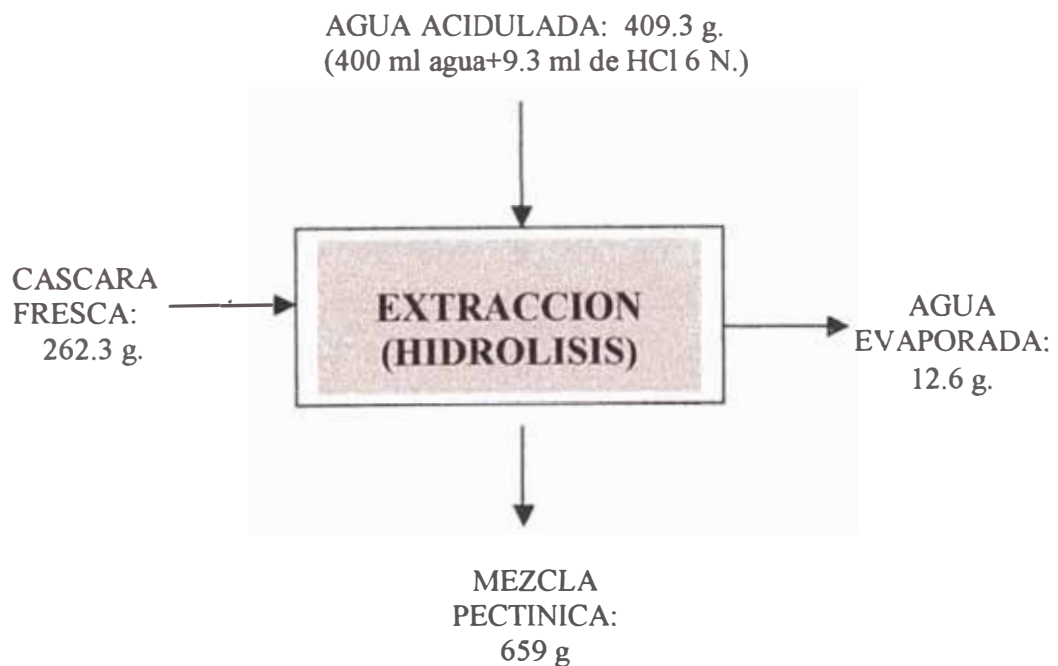 AGUA ACIDULADA: 409.3 g.
(400 ml agua+9.3 ml de HCl 6 N.)
CASCARA
FRESCA:
262.3 g.
EXTRACCION
(HIDROLISIS)
AGUA
EVAPORADA:
12.6 g.
MEZCLA
PECTINICA:
659 g